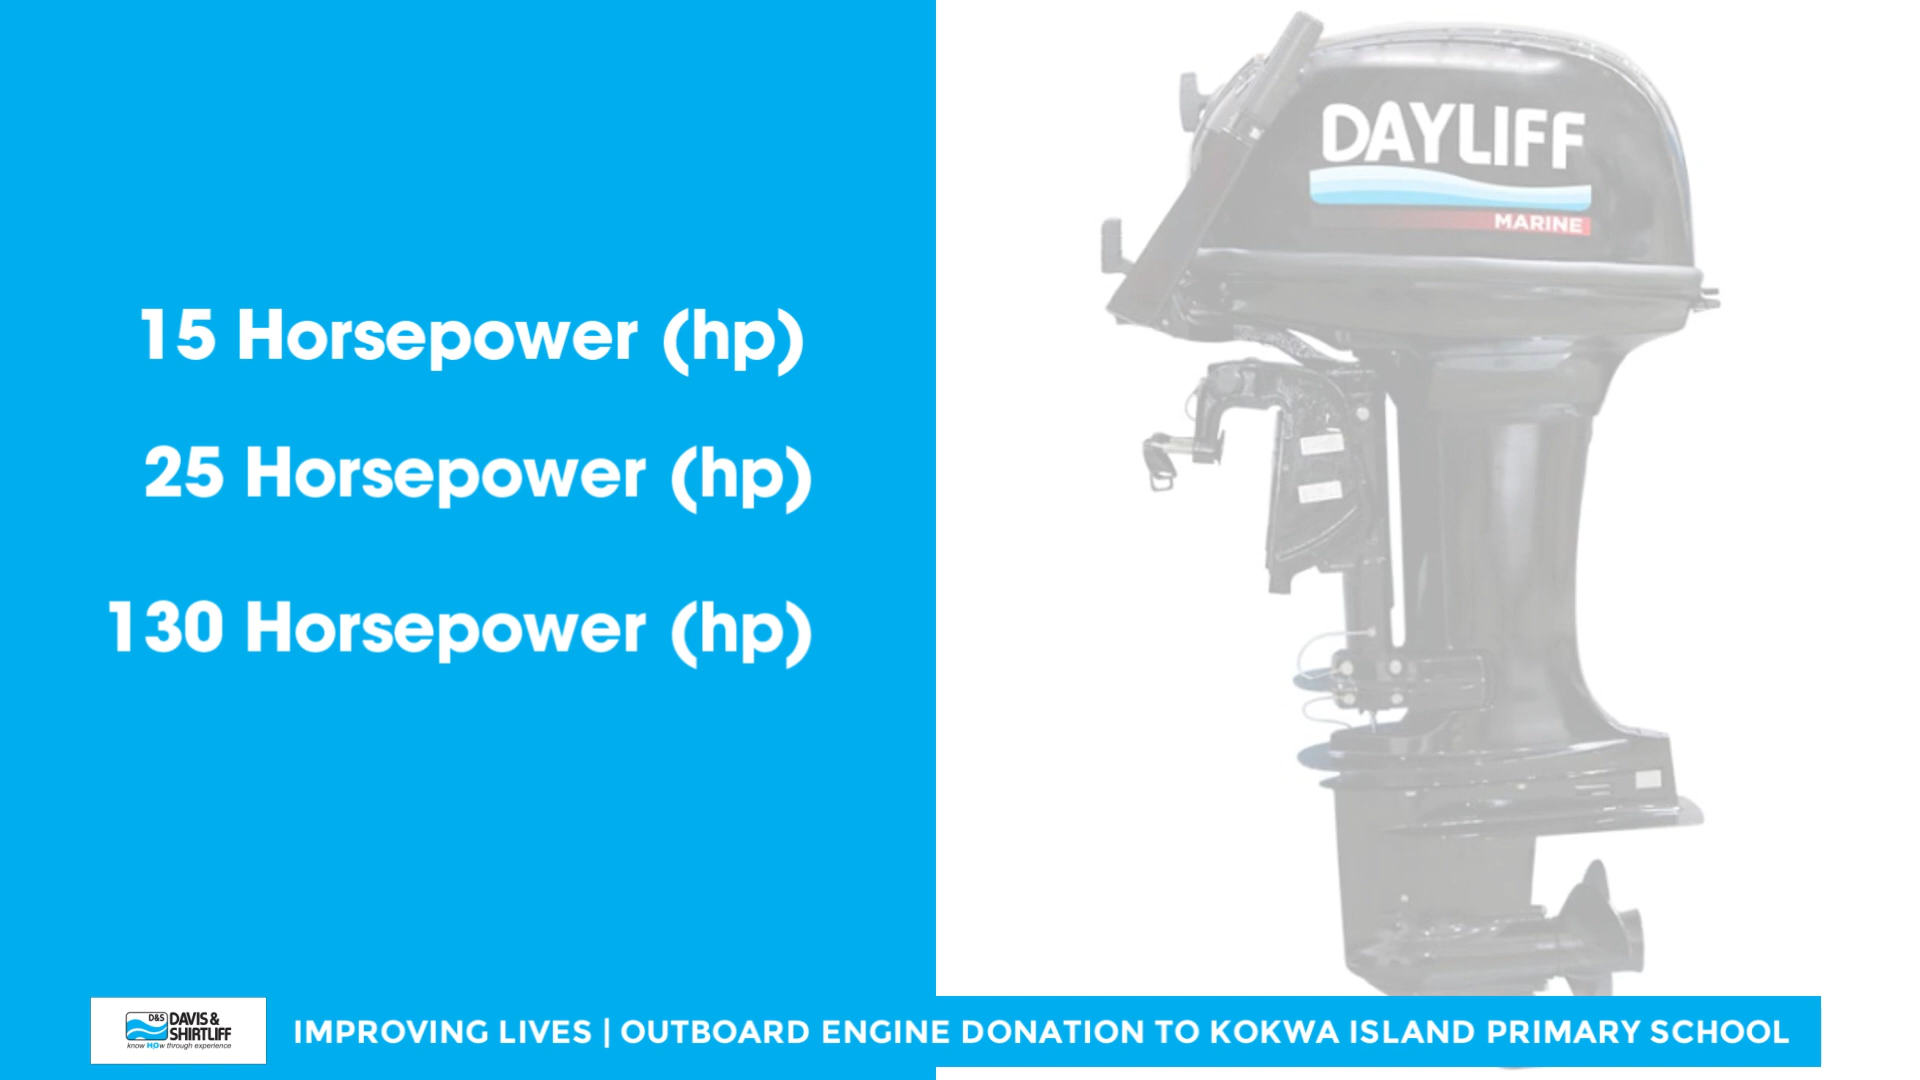 15 Horsepower (hp)
25 Horsepower (hp)
130 Horsepower (hp)
DAYLIFF
MARINE
D&S DAVIS &
SHIRTLIFF
know H2Ow through experience
IMPROVING LIVES | OUTBOARD ENGINE DONATION TO KOKWA ISLAND PRIMARY SCHOOL